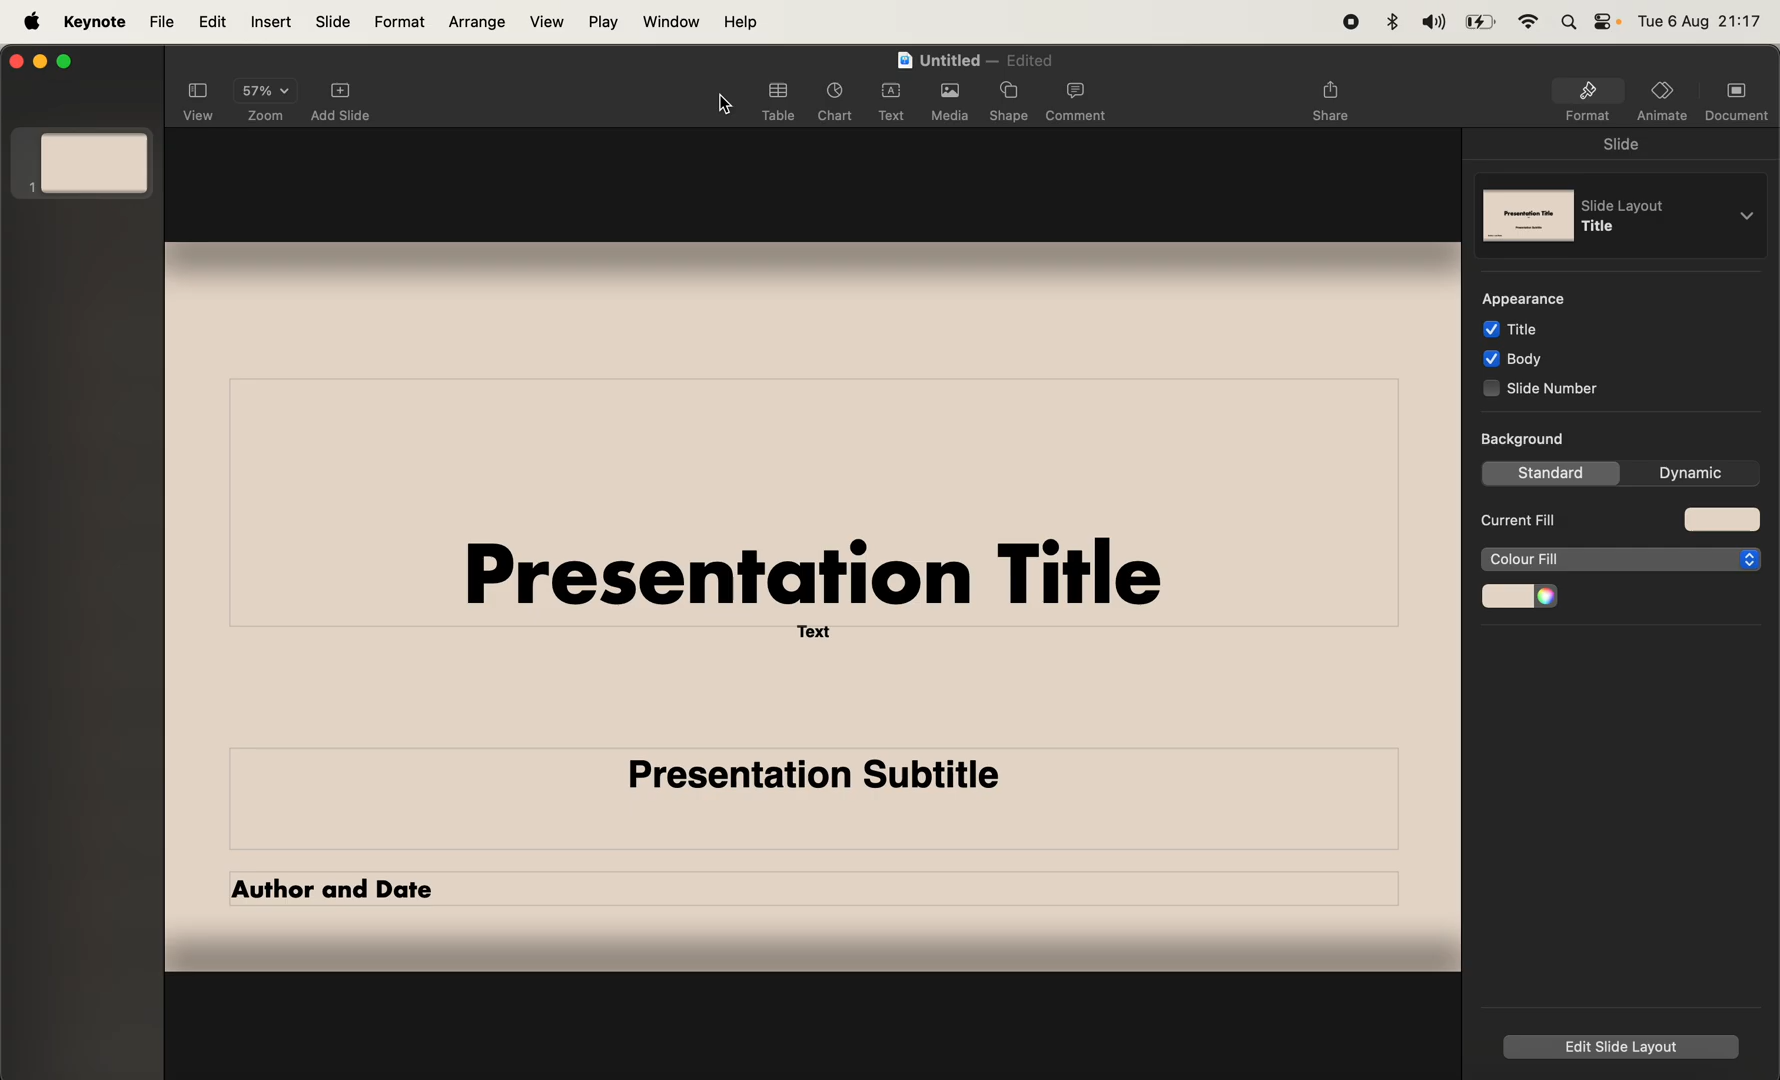 Keynote File Edit Insert Slide Format Arrange View Play Window Help Tue 6 Aug 21:17
Untitled — Edited
57%
View Zoom Add Slide Table Chart Text Media Shape Comment Share Format Animate Document
Slide
1
Presentation Title
Presentation Subtitle
Slide Layout
Title
Appearance
Title
Body
Slide Number
Background
Standard Dynamic
Current Fill
Colour Fill
Presentation Title
Text
Presentation Subtitle
Author and Date
Edit Slide Layout